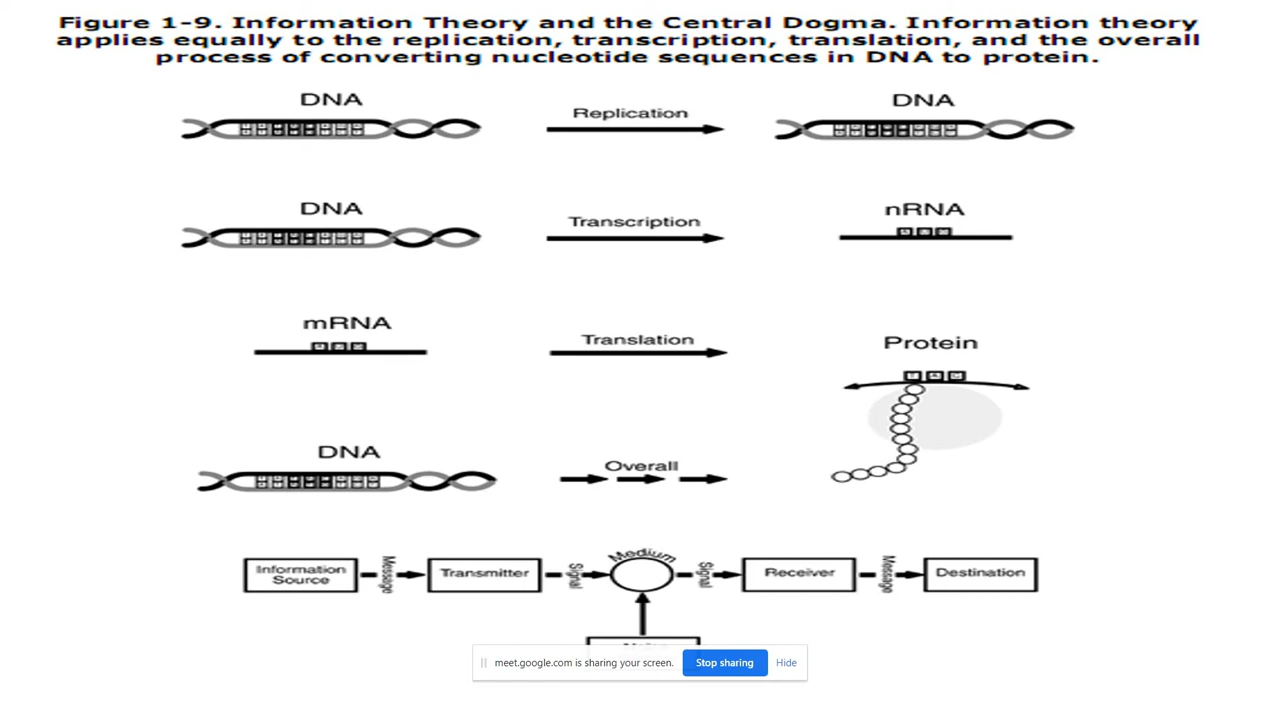 Figure 1-9. Information Theory and the Central Dogma. Information theory
applies equally to the replication, transcription, translation, and the overall
process of converting nucleotide sequences in DNA to protein.
DNA
Replication
DNA
DNA
Transcription
nRNA
mRNA
Translation
Protein
DNA
Overall
Information
Source
Message
Transmitter
Signal
Medium
Signal
Receiver
Message
Destination
meet.google.com is sharing your screen.
Stop sharing
Hide